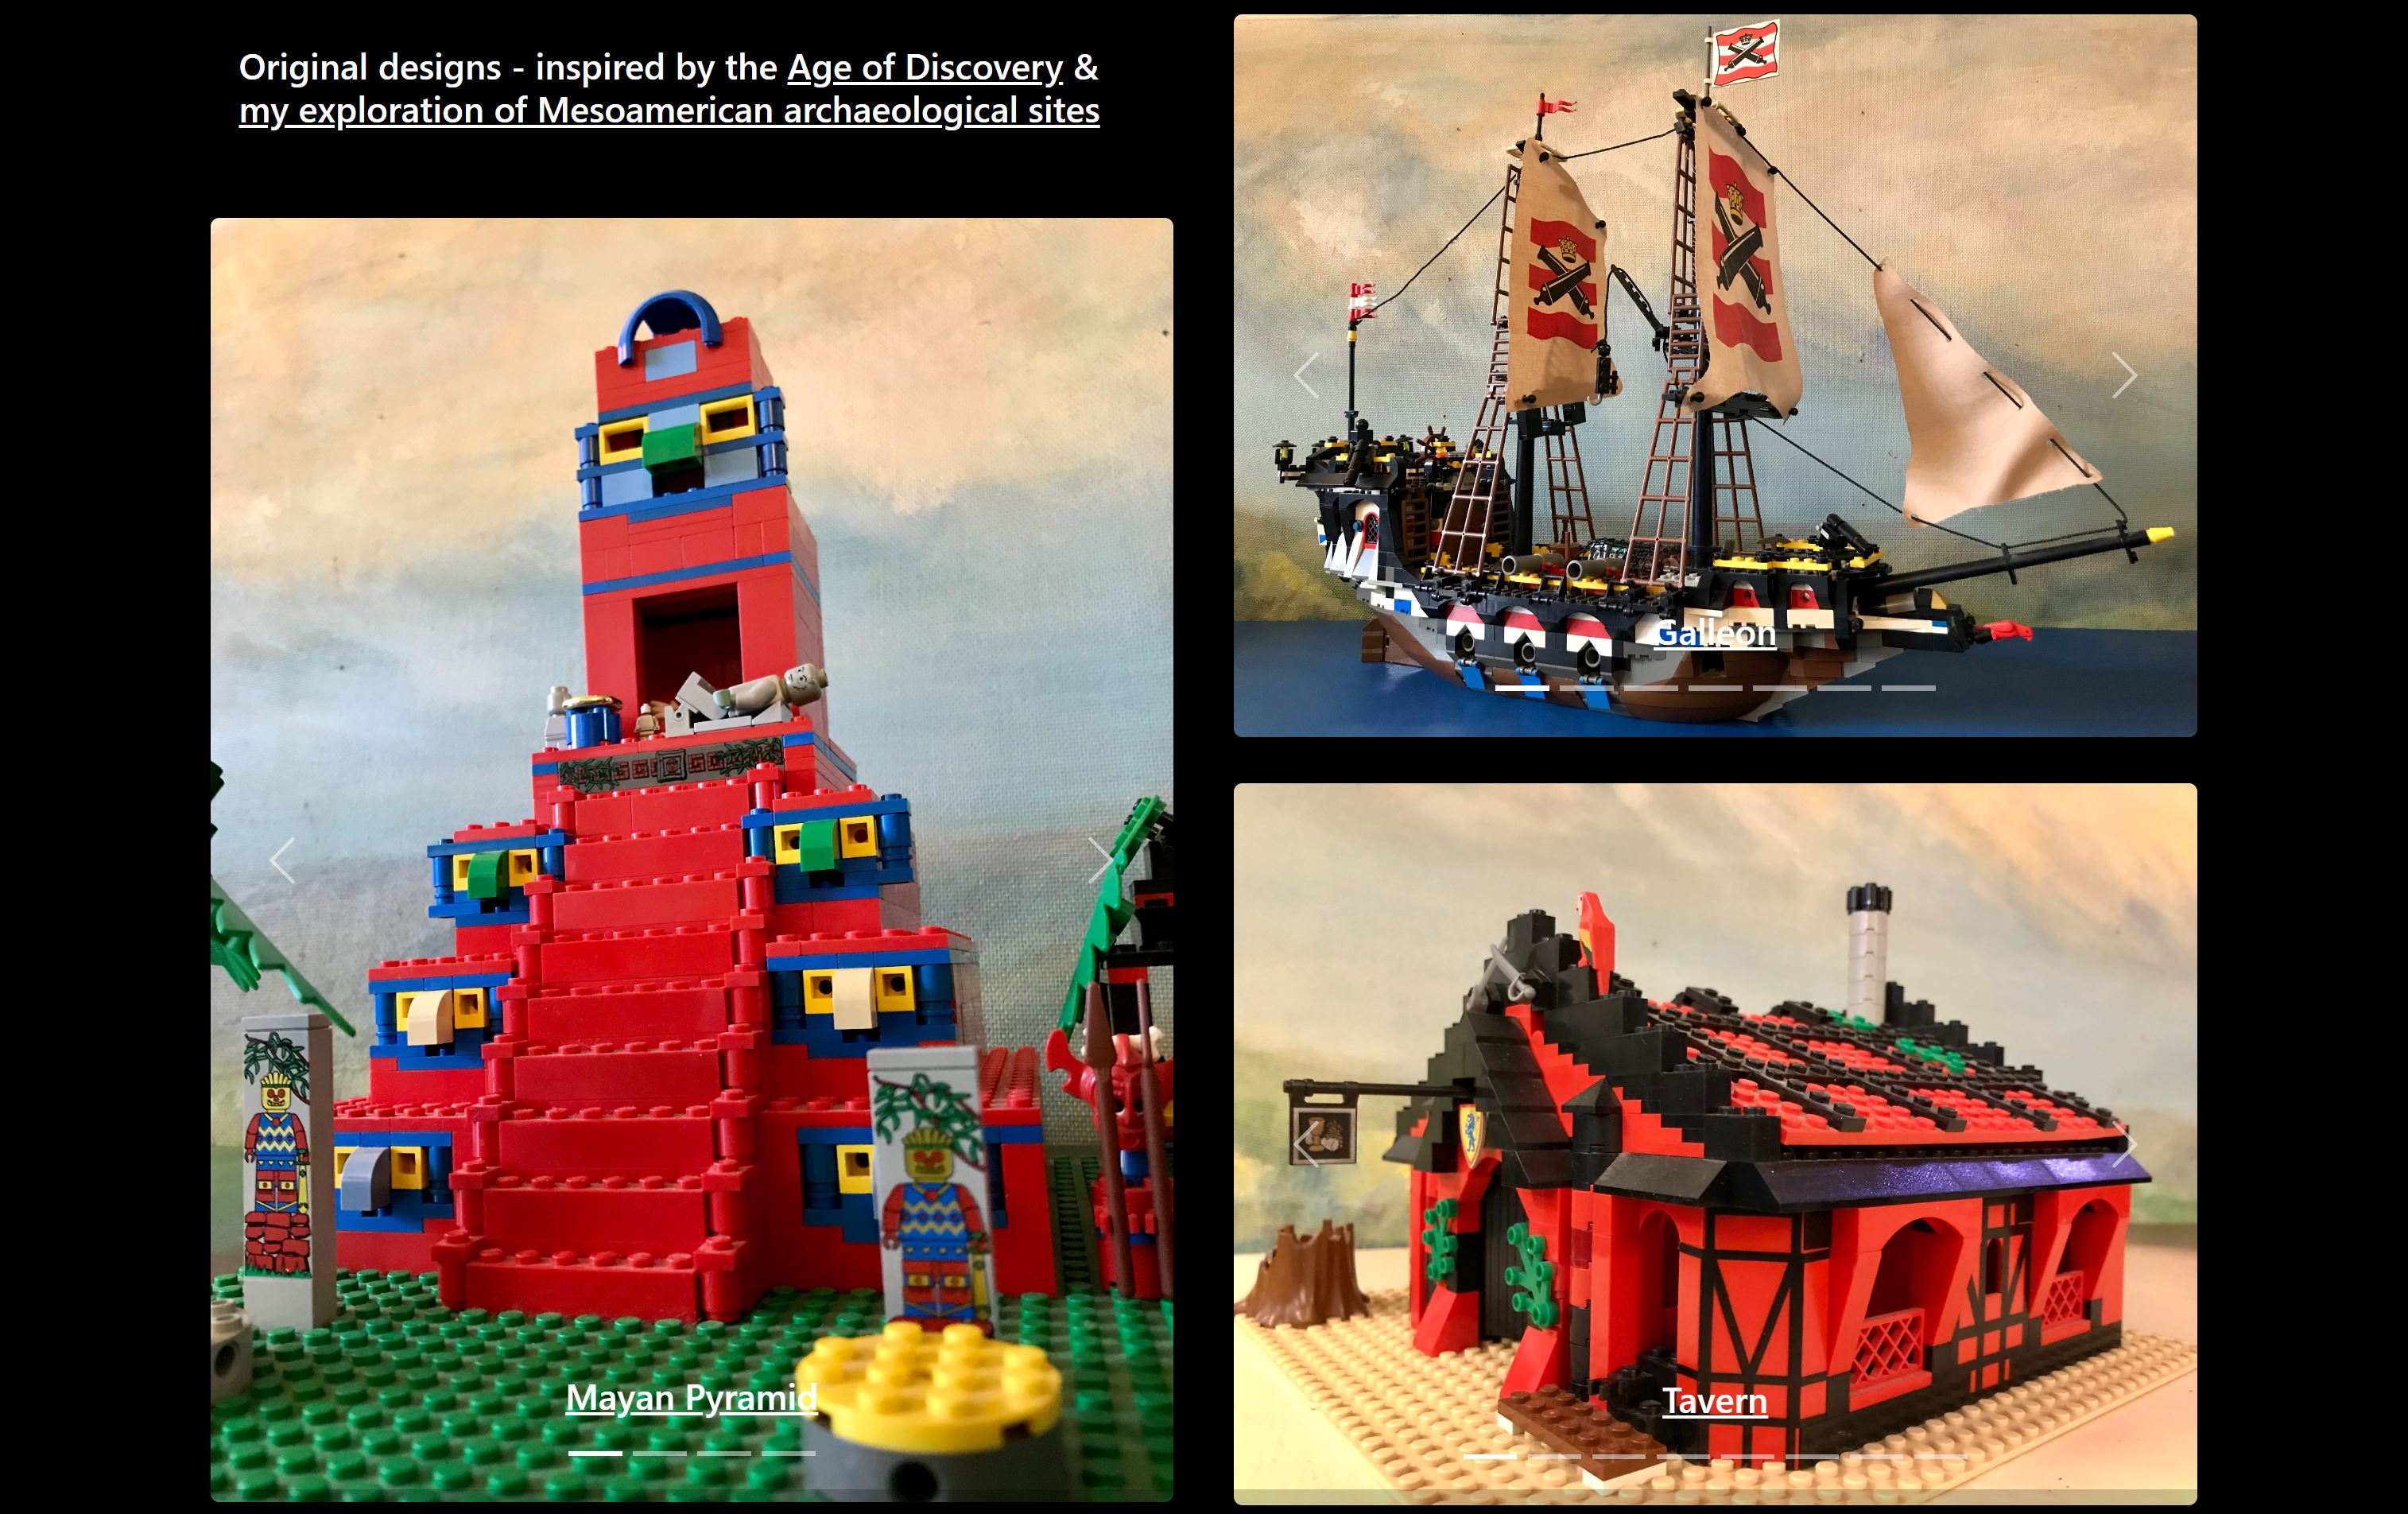 Original designs - inspired by the Age of Discovery &
my exploration of Mesoamerican archaeological sites
Galleon
Mayan Pyramid
Tavern